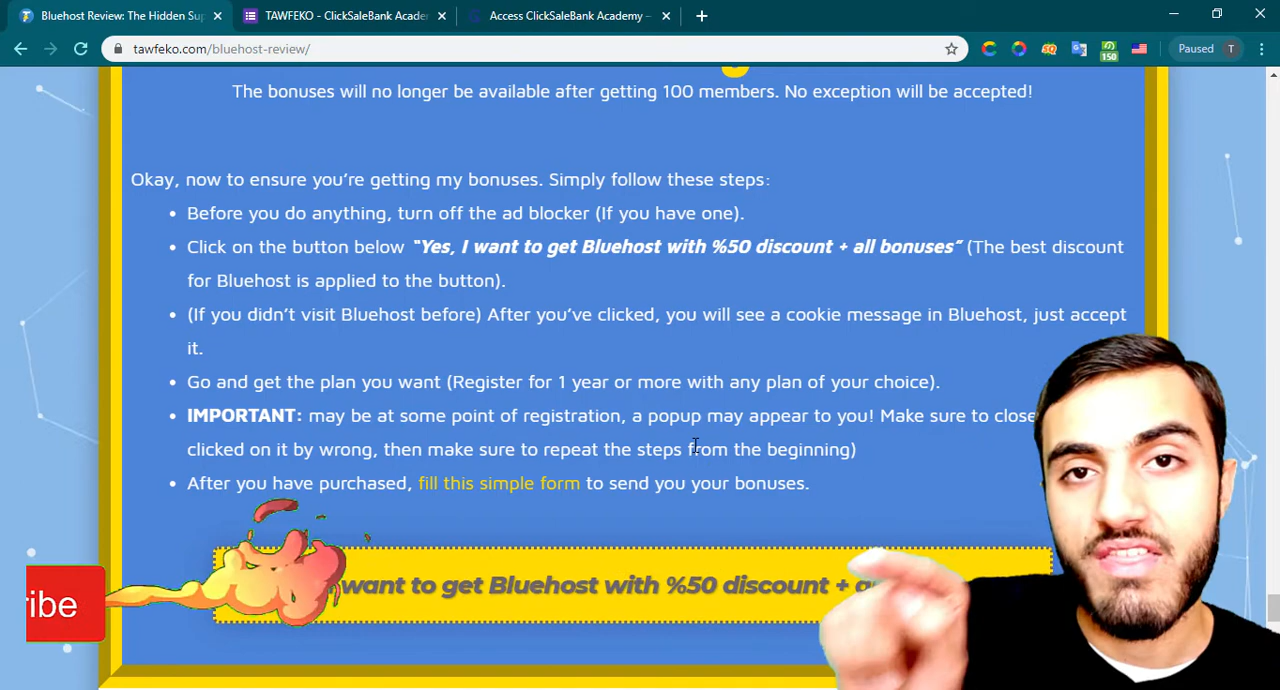 Bluehost Review: The Hidden Sup
TAWFEKO - ClickSaleBank Acade
Access ClickSaleBank Academy –
tawfeko.com/bluehost-review/
SQ
150
Paused
T
The bonuses will no longer be available after getting 100 members. No exception will be accepted!
Okay, now to ensure you’re getting my bonuses. Simply follow these steps:
• Before you do anything, turn off the ad blocker (If you have one).
• Click on the button below “Yes, I want to get Bluehost with %50 discount + all bonuses” (The best discount
for Bluehost is applied to the button).
• (If you didn’t visit Bluehost before) After you’ve clicked, you will see a cookie message in Bluehost, just accept
it.
• Go and get the plan you want (Register for 1 year or more with any plan of your choice).
• IMPORTANT: may be at some point of registration, a popup may appear to you! Make sure to close
clicked on it by wrong, then make sure to repeat the steps from the beginning)
• After you have purchased, fill this simple form to send you your bonuses.
want to get Bluehost with %50 discount + a
ribe